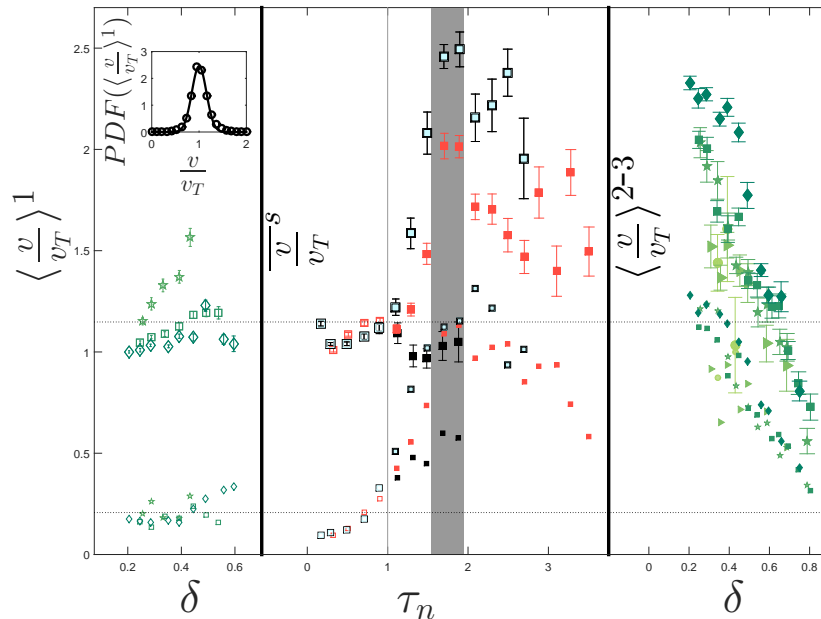 PDF(⟨v/v_T⟩^1)
3
2
1
0
0 1 2
v/v_T
⟨v/v_T⟩^1
\overline{v/v_T}^s
⟨v/v_T⟩^{2-3}
2.5
2
1.5
1
0.5
0
0.2 0.4 0.6
0 1 2 3
0 0.2 0.4 0.6 0.8
δ
τ_n
δ